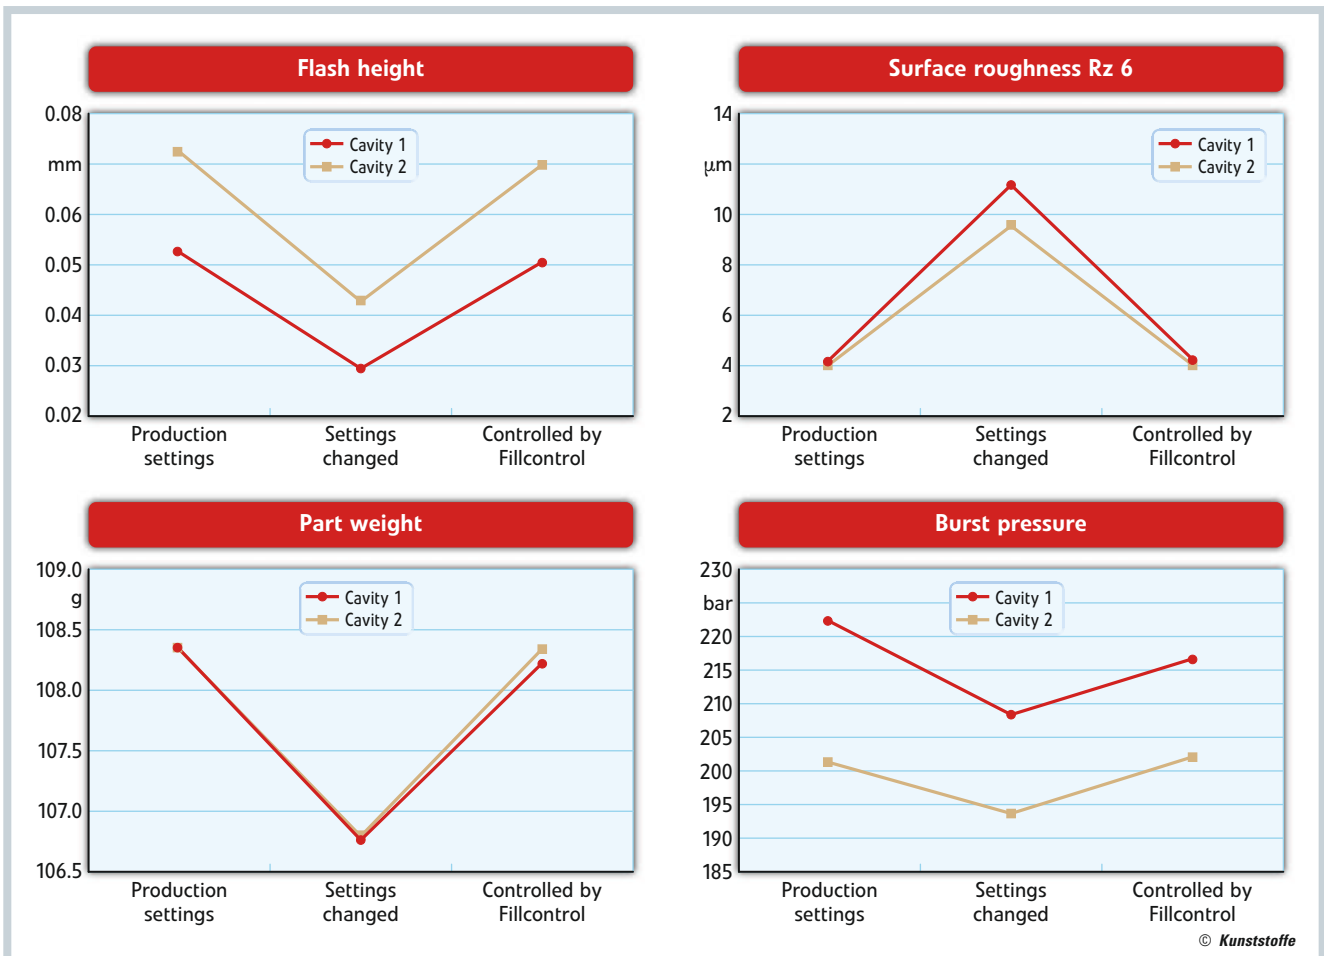 Flash height
0.08
mm
0.06
0.05
0.04
0.03
0.02
Cavity 1
Cavity 2
Production
settings
Settings
changed
Controlled by
Fillcontrol
Surface roughness Rz 6
14
µm
10
8
6
4
2
Cavity 1
Cavity 2
Production
settings
Settings
changed
Controlled by
Fillcontrol
Part weight
109.0
g
108.5
108.0
107.5
107.0
106.5
Cavity 1
Cavity 2
Production
settings
Settings
changed
Controlled by
Fillcontrol
Burst pressure
230
bar
220
215
210
205
200
195
190
185
Cavity 1
Cavity 2
Production
settings
Settings
changed
Controlled by
Fillcontrol
© Kunststoffe